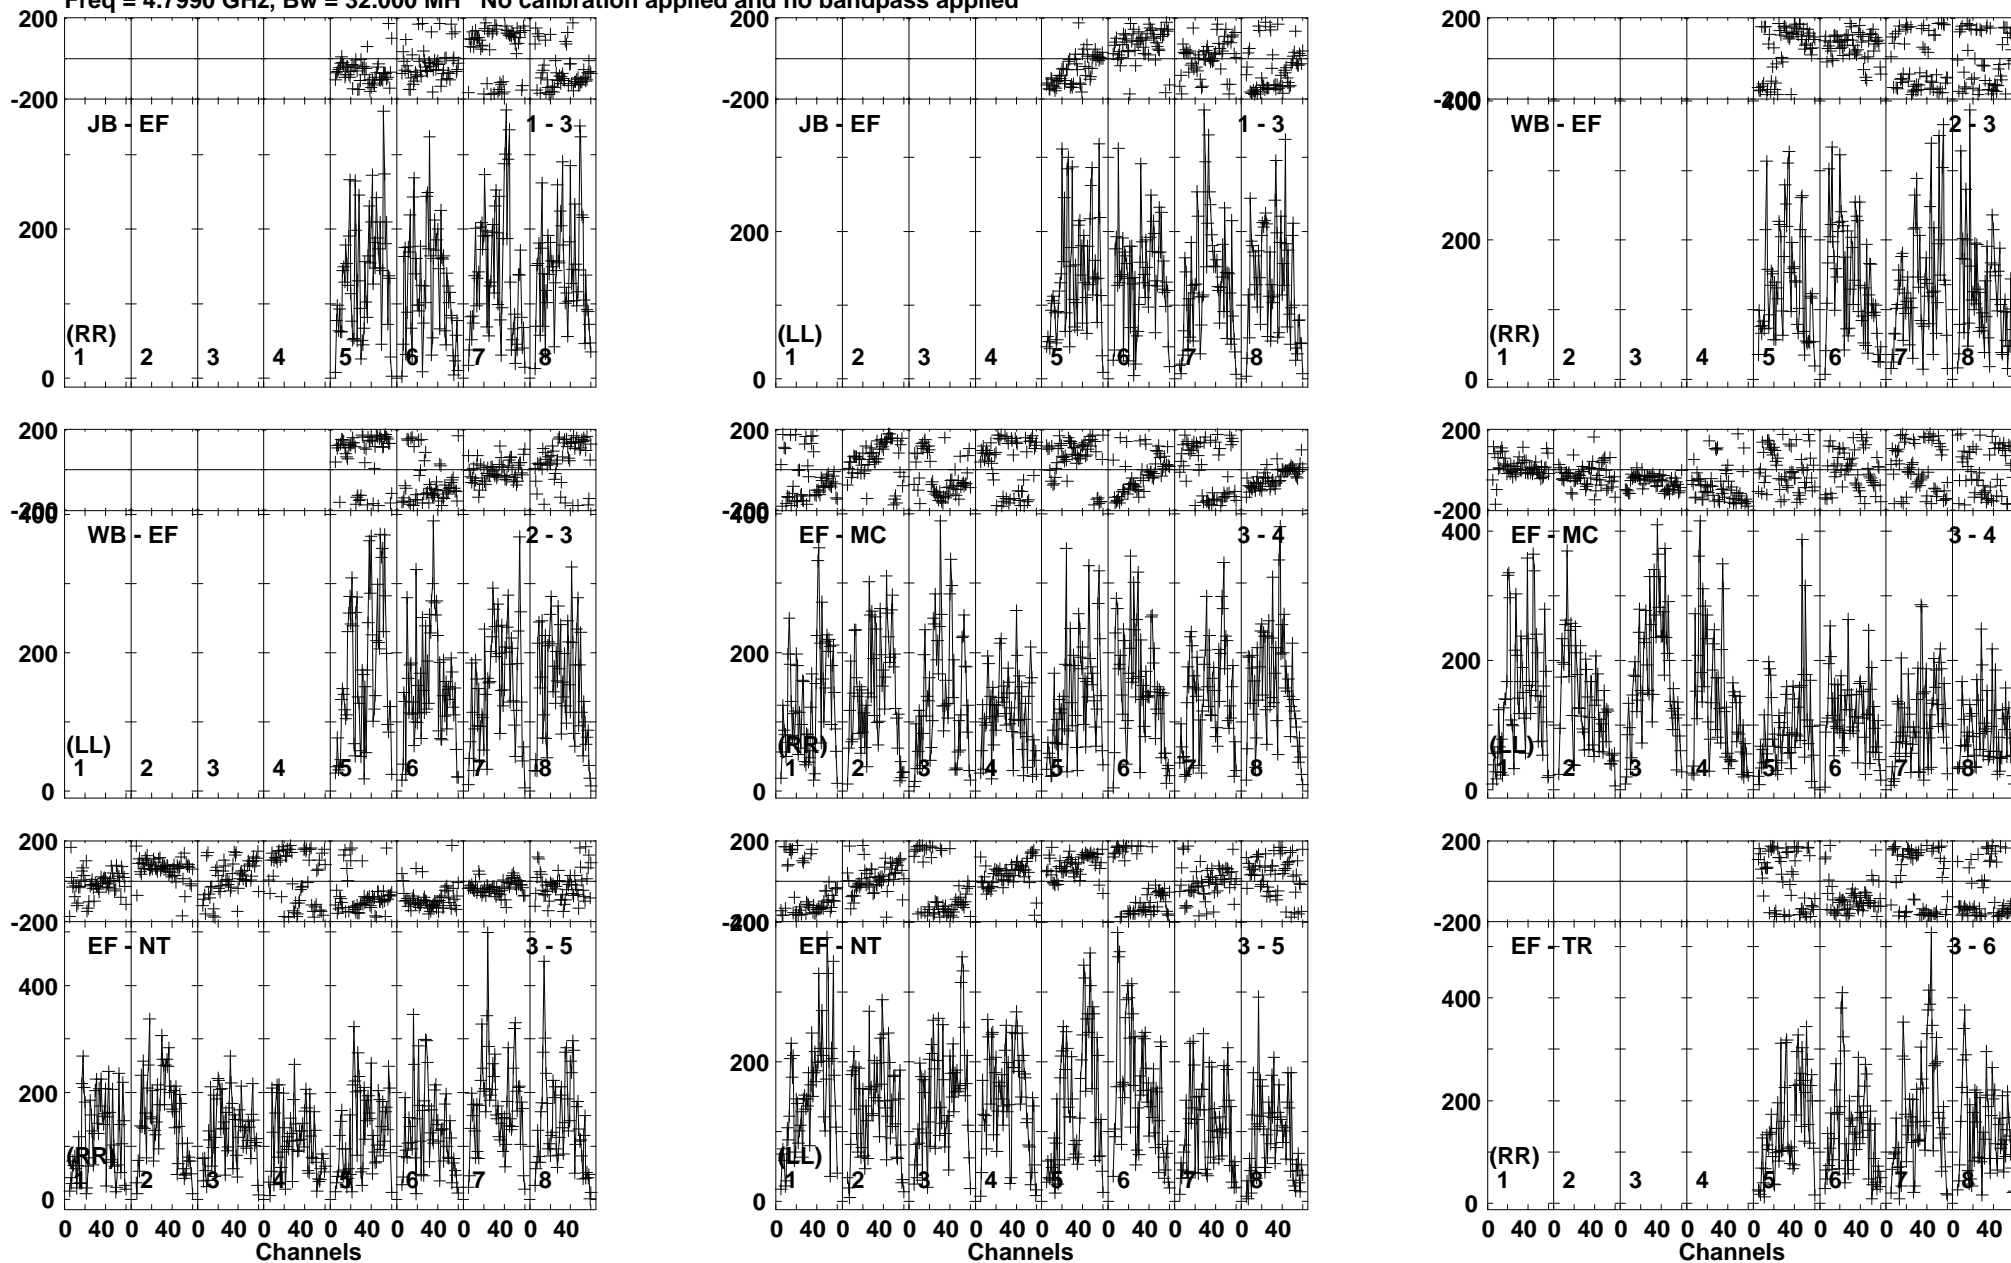 Freq = 4.7990 GHz, Bw = 32.000 MH No calibration applied and no bandpass applied
200 200 200
-200 -200 -200
400
JB - EF 1 - 3 JB - EF 1 - 3 WB - EF 2 - 3
200 200 200
(RR) (LL) (RR)
1 2 3 4 5 6 7 8 1 2 3 4 5 6 7 8 1 2 3 4 5 6 7 8
0 0 0
200 200 200
-200 -200 -200
400 400 400
WB - EF 2 - 3 EF - MC 3 - 4 EF - MC 3 - 4
200 200 200
(LL) (RR) (LL)
1 2 3 4 5 6 7 8 1 2 3 4 5 6 7 8 1 2 3 4 5 6 7 8
0 0 0
200 200 200
-200 -200 -200
400
EF - NT 3 - 5 EF - NT 3 - 5 EF - TR 3 - 6
400 400
200 200 200
(RR) (LL) (RR)
1 2 3 4 5 6 7 8 1 2 3 4 5 6 7 8 1 2 3 4 5 6 7 8
0 0 0
0 40 0 40 0 40 0 40 0 40 0 40 0 40 0 40 0 40 0 40 0 40 0 40 0 40 0 40 0 40 0 40 0 40 0 40 0 40 0 40 0 40 0 40 0 40 0 40
Channels Channels Channels